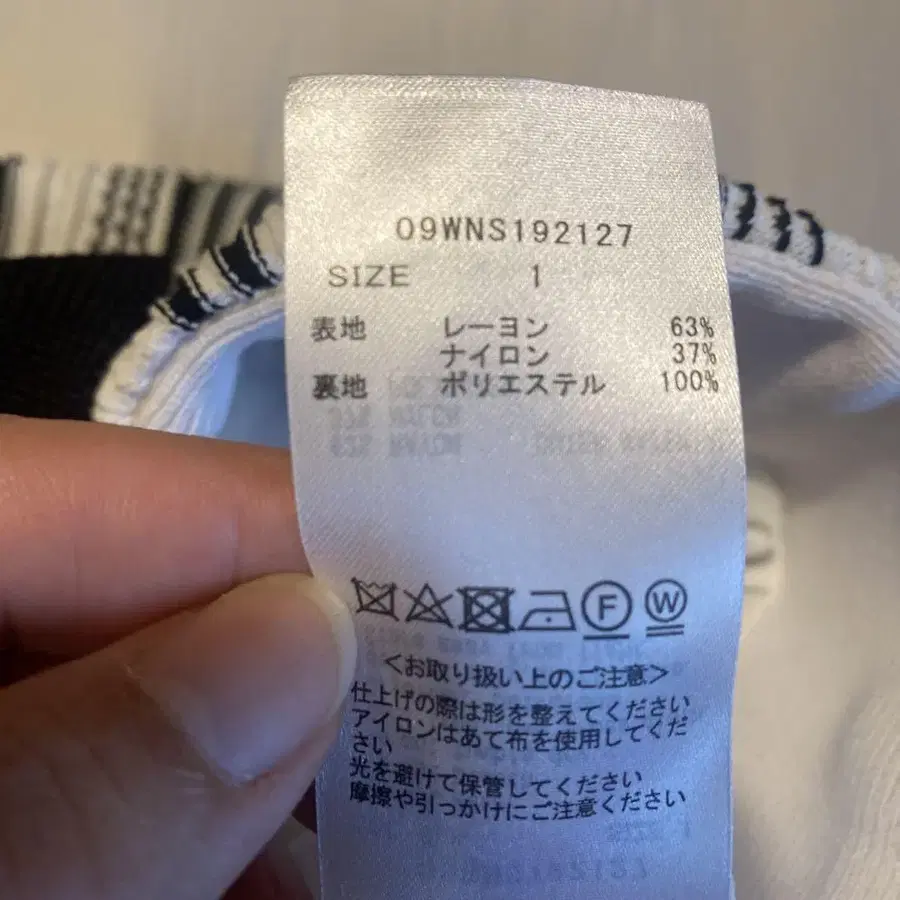 09WNS192127
SIZE 1
表地 レーヨン 63%
ナイロン 37%
裏地 ポリエステル 100%
F W
<お取り扱い上のご注意>
仕上げの際は形を整えてください
アイロンはあて布を使用してくだ
さい
光を避けて保管してください
摩擦や引っかけにご注意ください